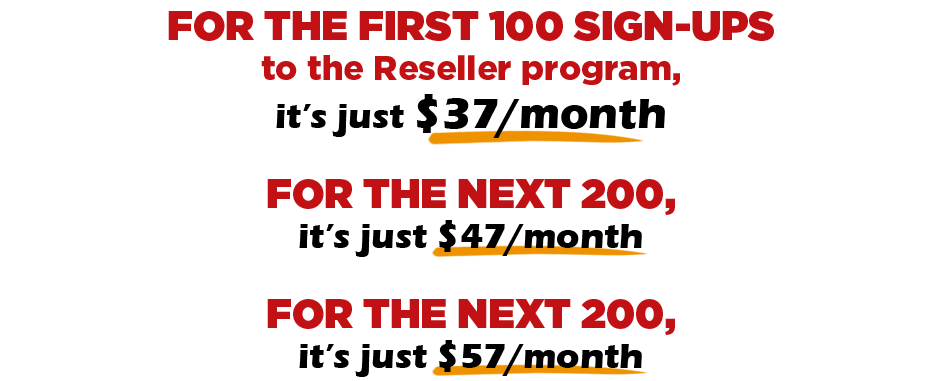 FOR THE FIRST 100 SIGN-UPS
to the Reseller program,
it's just $37/month
FOR THE NEXT 200,
it's just $47/month
FOR THE NEXT 200,
it's just $57/month